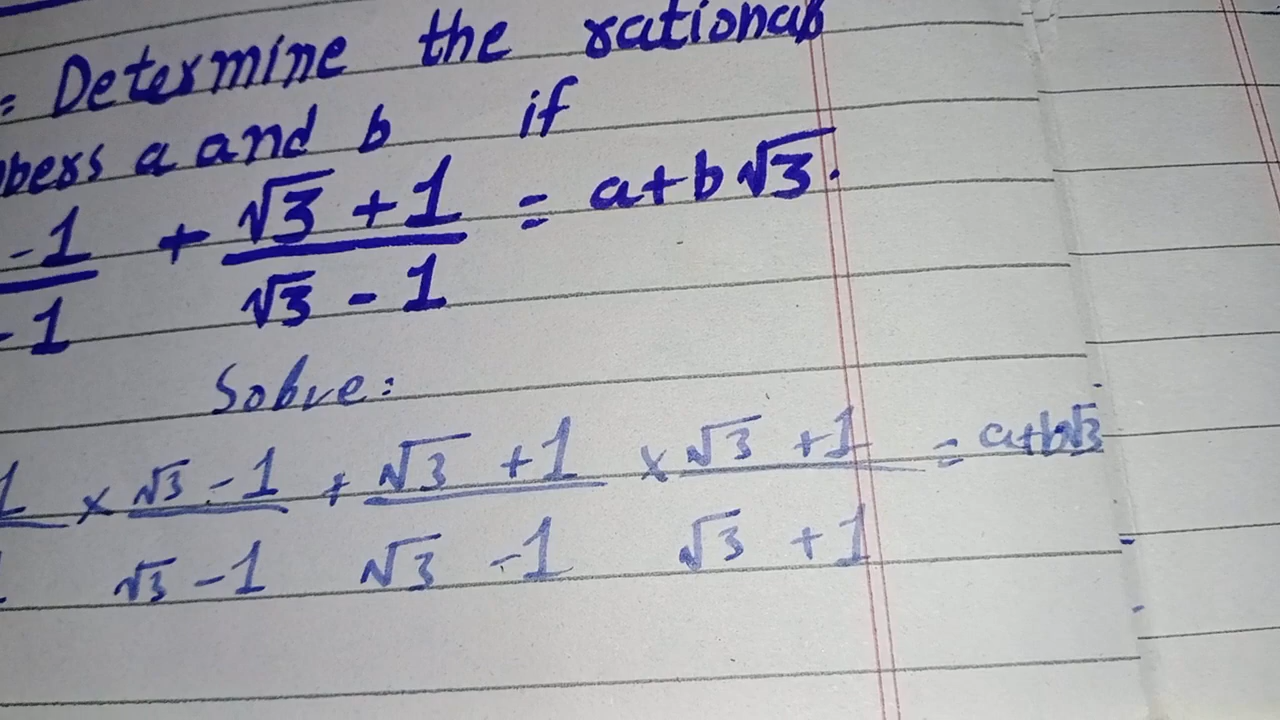 : Determine the rational
bers a and b if
-1 + √3 +1 = a+b√3.
-1 √3 - 1
Solve:
1 × √3 -1 + √3 +1 × √3 +1 = a+b√3
√3 -1 √3 -1 √3 +1